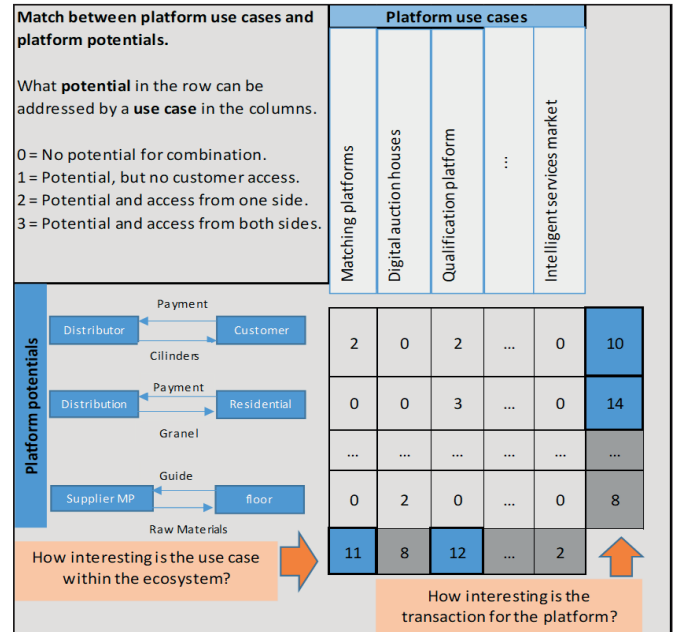 Match between platform use cases and
platform potentials.
What potential in the row can be
addressed by a use case in the columns.
0 = No potential for combination.
1 = Potential, but no customer access.
2 = Potential and access from one side.
3 = Potential and access from both sides.
Platform use cases
Matching platforms
Digital auction houses
Qualification platform
...
Intelligent services market
Platform potentials
Payment
Distributor
Customer
Cilinders
2 0 2 ... 0 10
Payment
Distribution
Residential
Granel
0 0 3 ... 0 14
... ... ... ... ... ...
Guide
Supplier MP
floor
Raw Materials
0 2 0 ... 0 8
11 8 12 ... 2
How interesting is the use case
within the ecosystem?
How interesting is the
transaction for the platform?